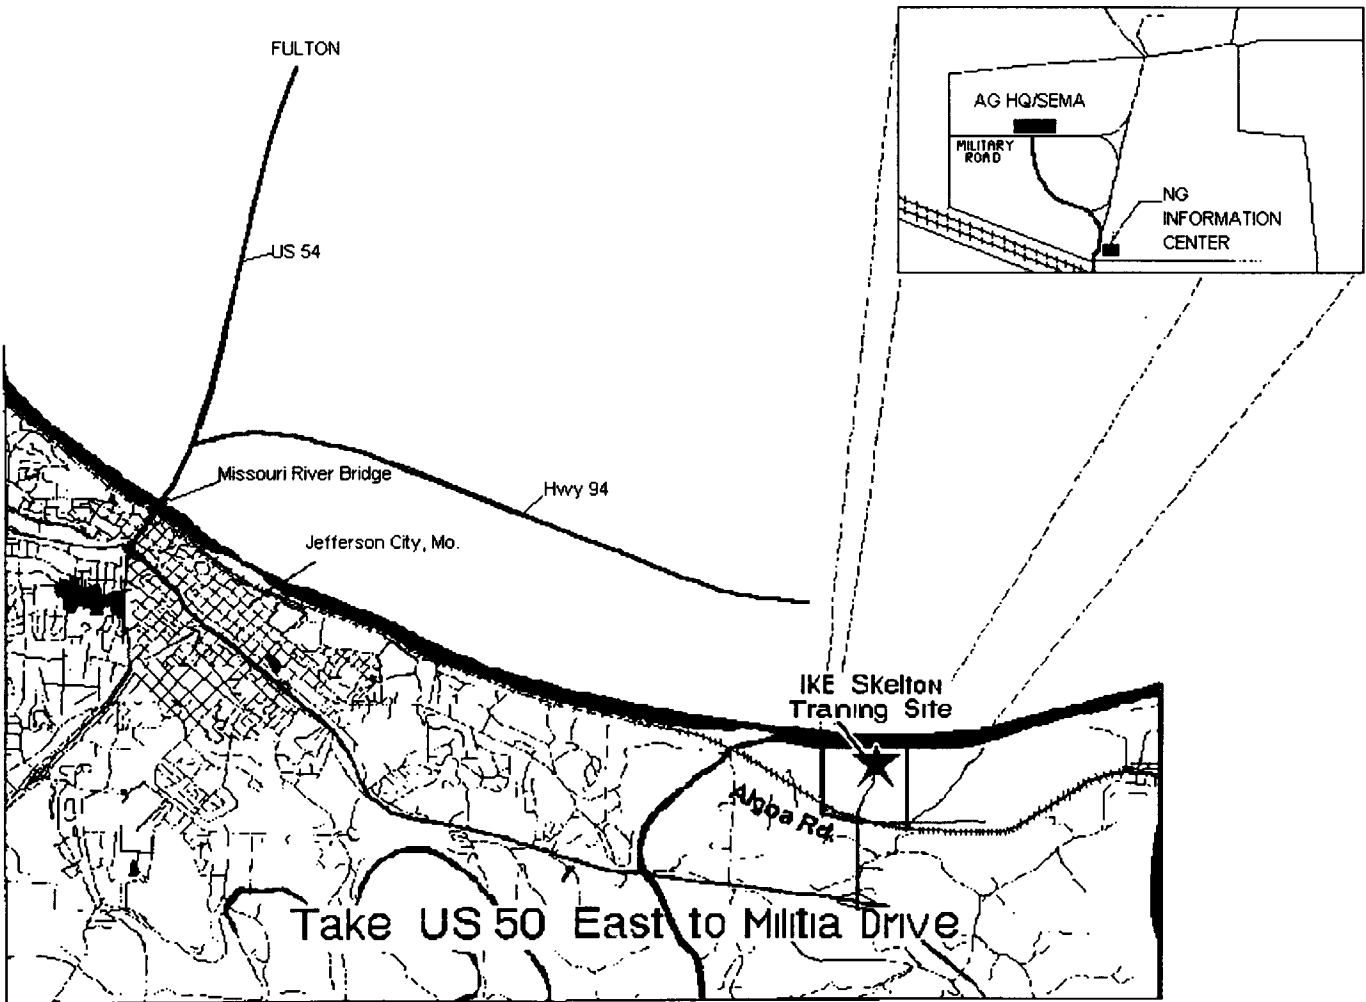 FULTON
AG HQ/SEMA
MILITARY
ROAD
NG
INFORMATION
CENTER
US 54
Missouri River Bridge
Hwy 94
Jefferson City, Mo.
IKE Skelton
Traning Site
Algoa Rd.
Take US 50 East to Militia Drive